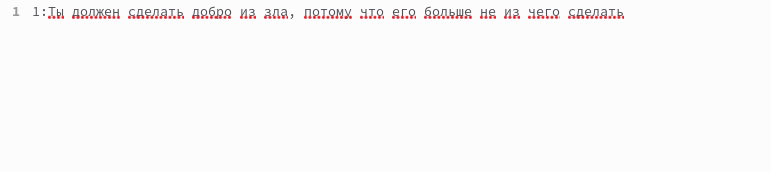 1 1:Ты должен сделать добро из зла, потому что его больше не из чего сделать